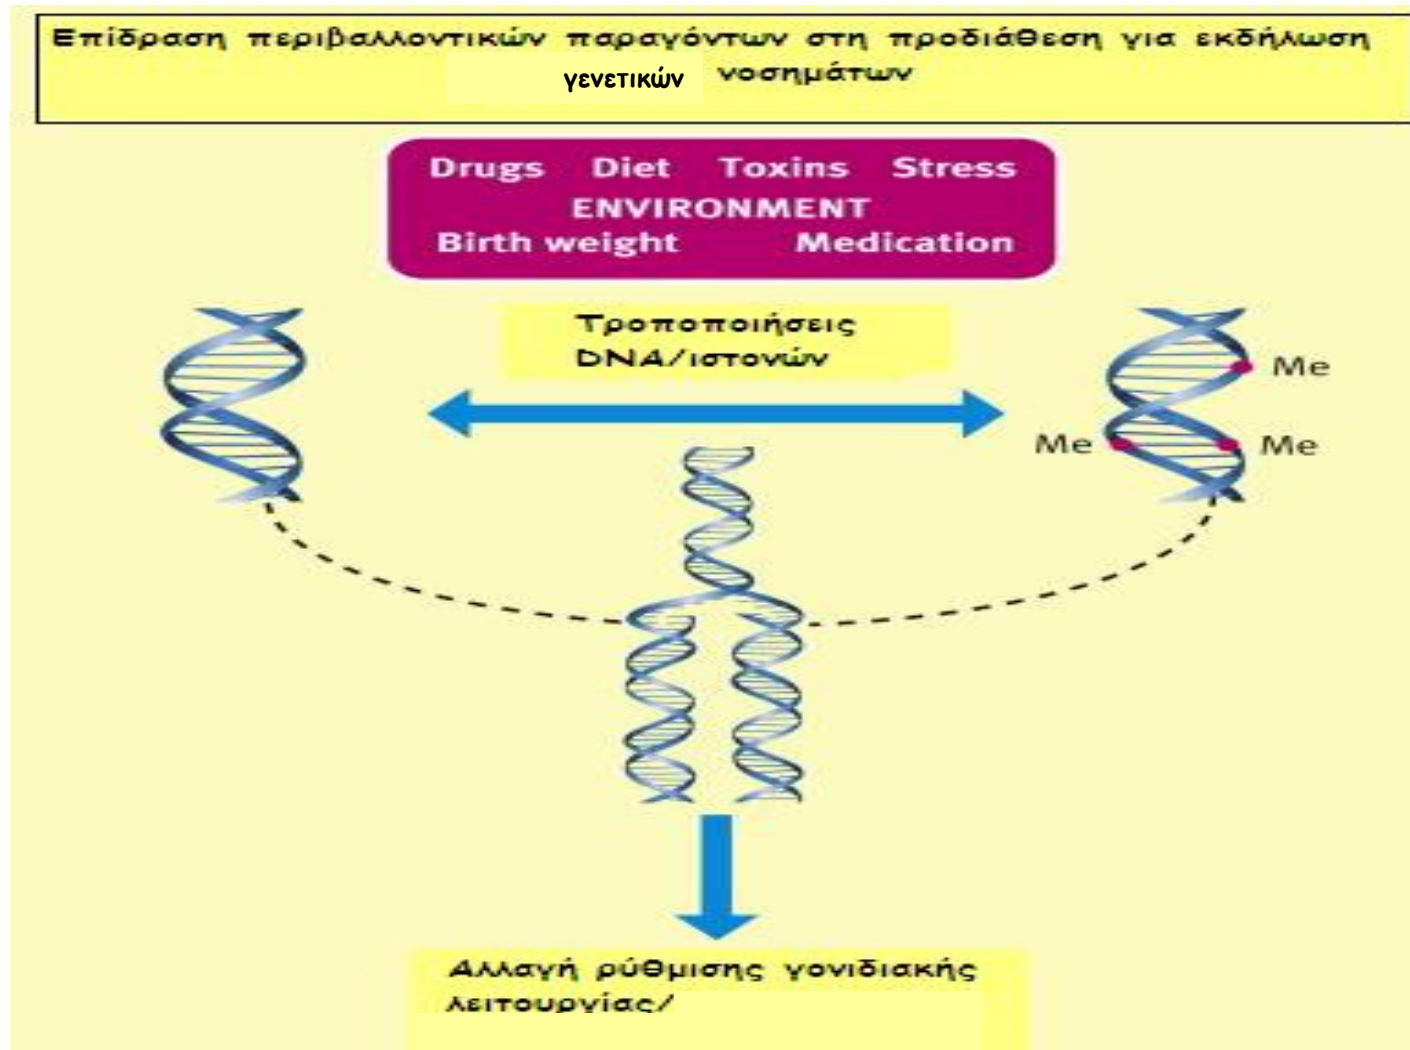 Επίδραση περιβαλλοντικών παραγόντων στη προδιάθεση για εκδήλωση
γενετικών νοσημάτων
Drugs Diet Toxins Stress
ENVIRONMENT
Birth weight Medication
Τροποποιήσεις
DNA/ιστονών
Me
Me Me
Αλλαγή ρύθμισης γονιδιακής
λειτουργίας/